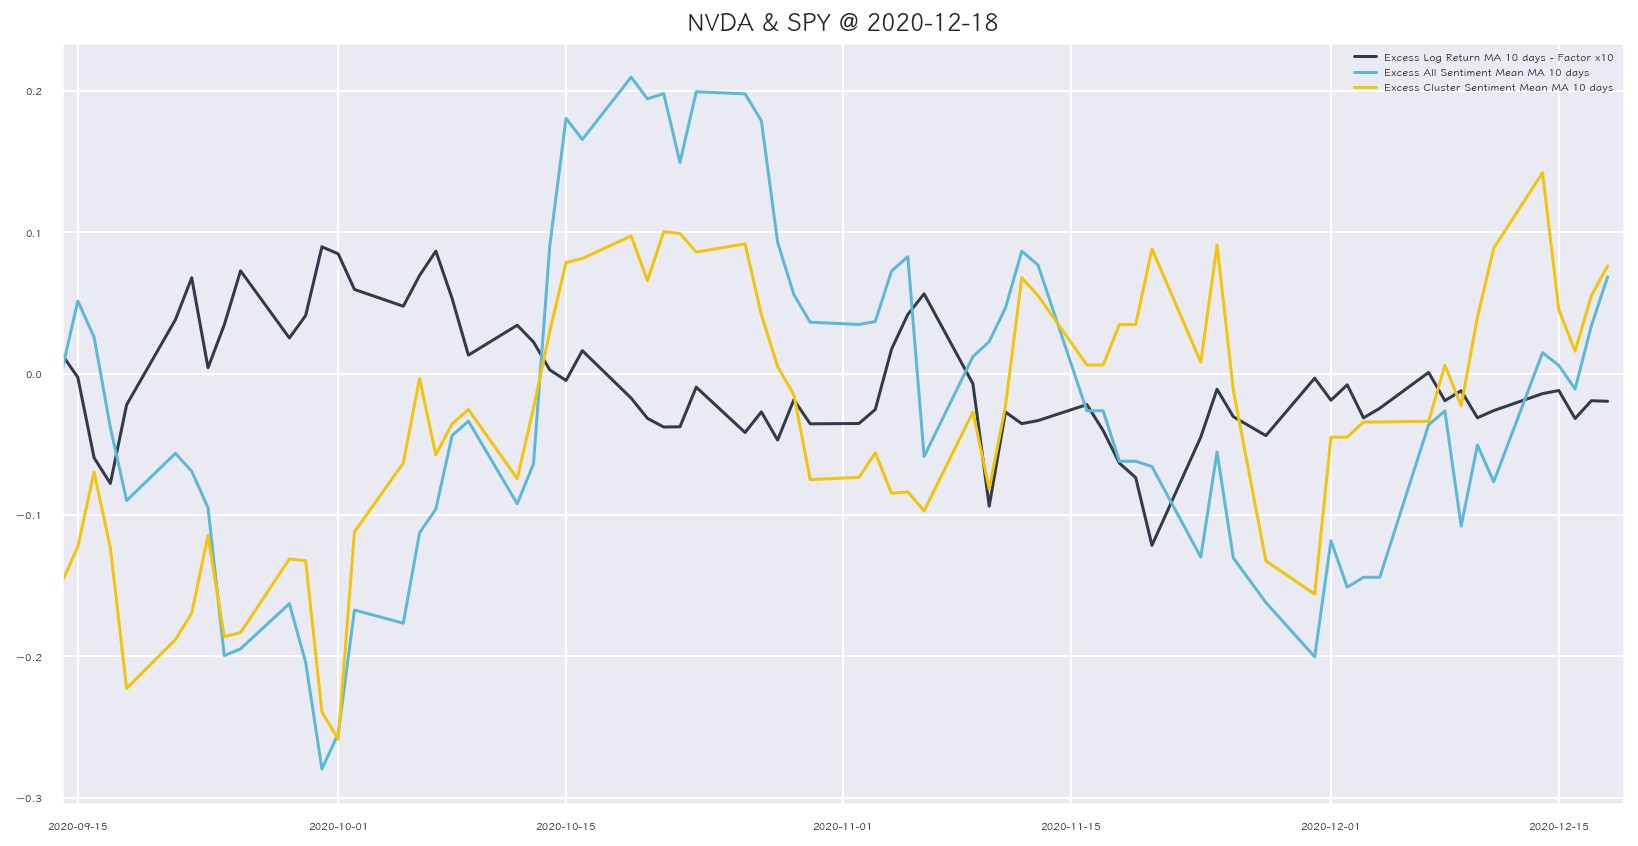 NVDA & SPY @ 2020-12-18
Excess Log Return MA 10 days - Factor x10
Excess All Sentiment Mean MA 10 days
Excess Cluster Sentiment Mean MA 10 days
0.2
0.1
0.0
−0.1
−0.2
−0.3
2020-09-15 2020-10-01 2020-10-15 2020-11-01 2020-11-15 2020-12-01 2020-12-15